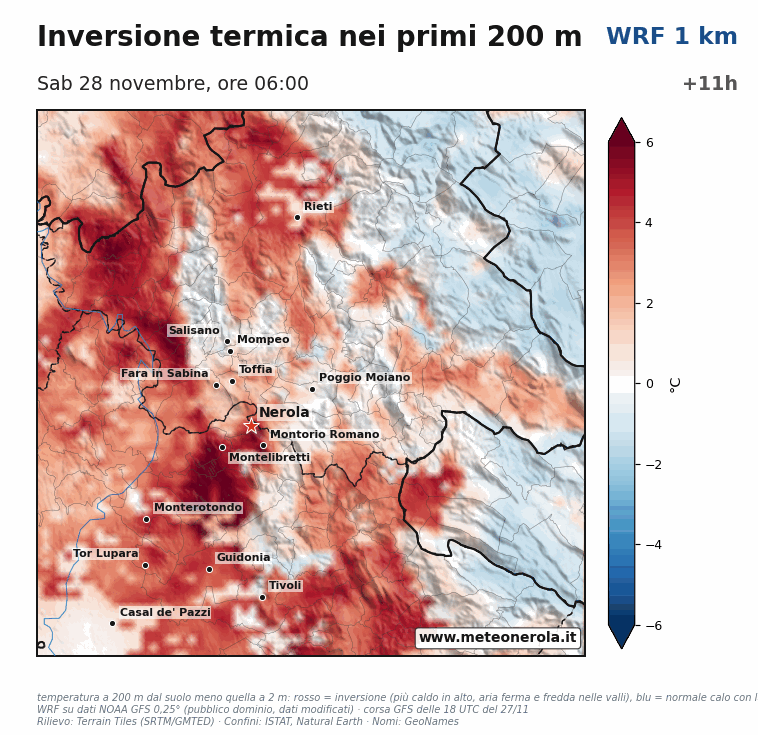 Inversione termica nei primi 200 m
WRF 1 km
Sab 28 novembre, ore 06:00
+11h
Rieti
Salisano
Mompeo
Fara in Sabina
Toffia
Poggio Moiano
Nerola
Montorio Romano
Montelibretti
Monterotondo
Tor Lupara
Guidonia
Tivoli
Casal de' Pazzi
www.meteonerola.it
6
4
2
0
−2
−4
−6
°C
temperatura a 200 m dal suolo meno quella a 2 m: rosso = inversione (più caldo in alto, aria ferma e fredda nelle valli), blu = normale calo con
WRF su dati NOAA GFS 0,25° (pubblico dominio, dati modificati) · corsa GFS delle 18 UTC del 27/11
Rilievo: Terrain Tiles (SRTM/GMTED) · Confini: ISTAT, Natural Earth · Nomi: GeoNames